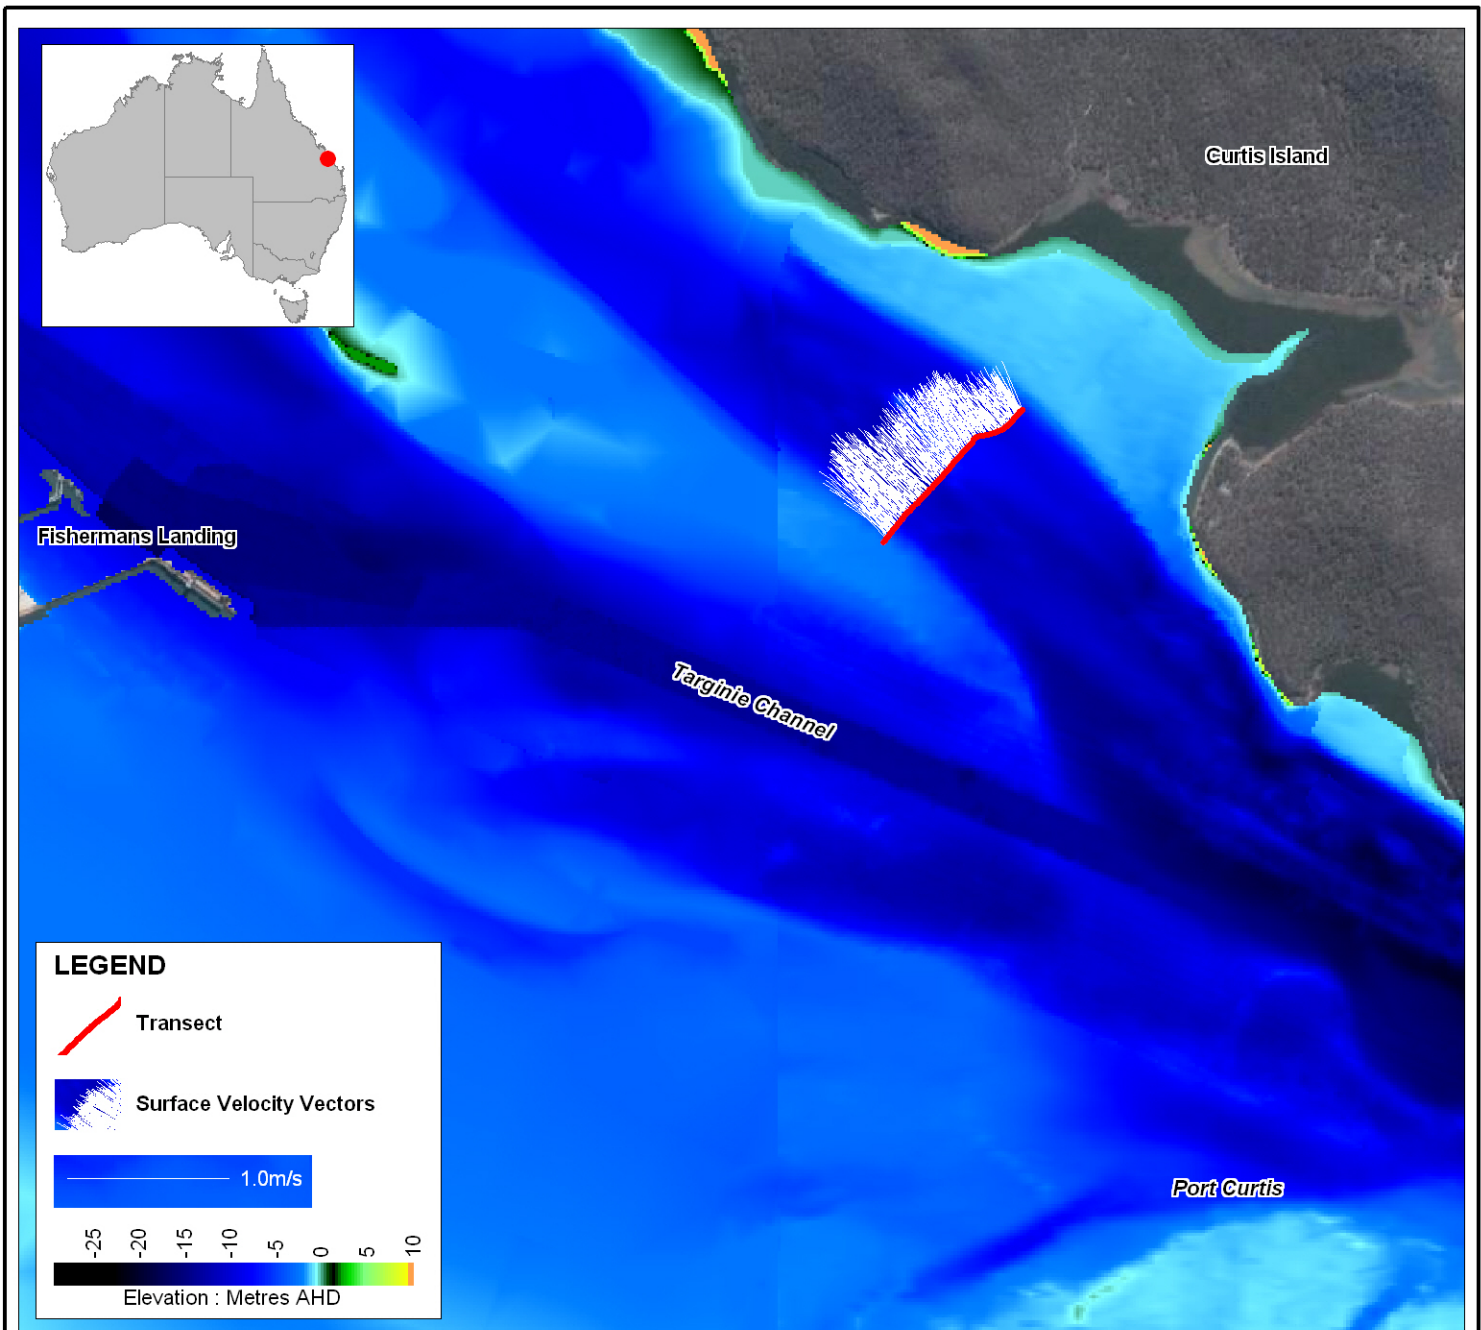 Curtis Island
Fishermans Landing
Targinie Channel
LEGEND
Transect
Surface Velocity Vectors
1.0m/s
-25 -20 -15 -10 -5 0 5 10
Elevation : Metres AHD
Port Curtis